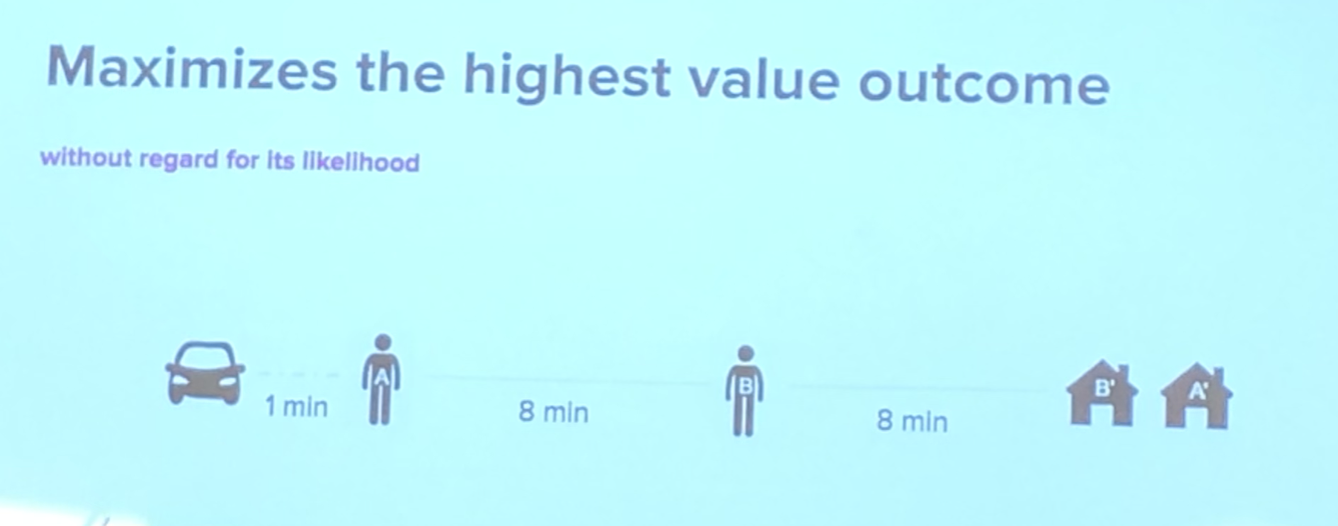 Maximizes the highest value outcome
without regard for its likelihood
A
B
B'
A'
1 min
8 min
8 min